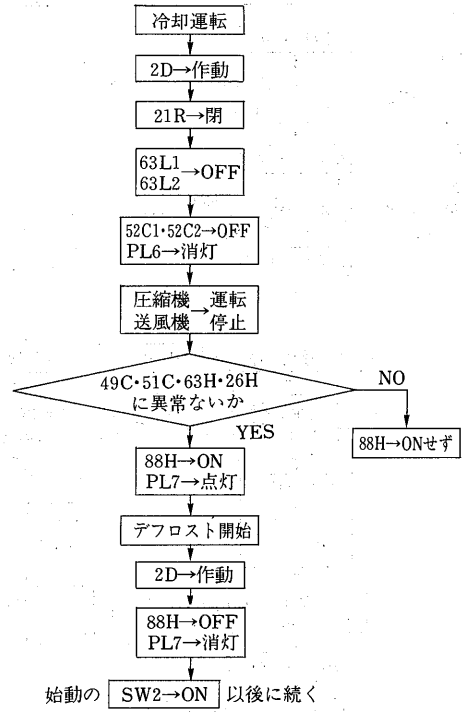 冷却運転
2D→作動
21R→閉
63L1
63L2
→OFF
52C1・52C2→OFF
PL6→消灯
圧縮機
送風機
→
運転
停止
49C・51C・63H・26H
に異常ないか
NO
YES
88H→ONせず
88H→ON
PL7→点灯
デフロスト開始
2D→作動
88H→OFF
PL7→消灯
始動の SW2→ON 以後に続く